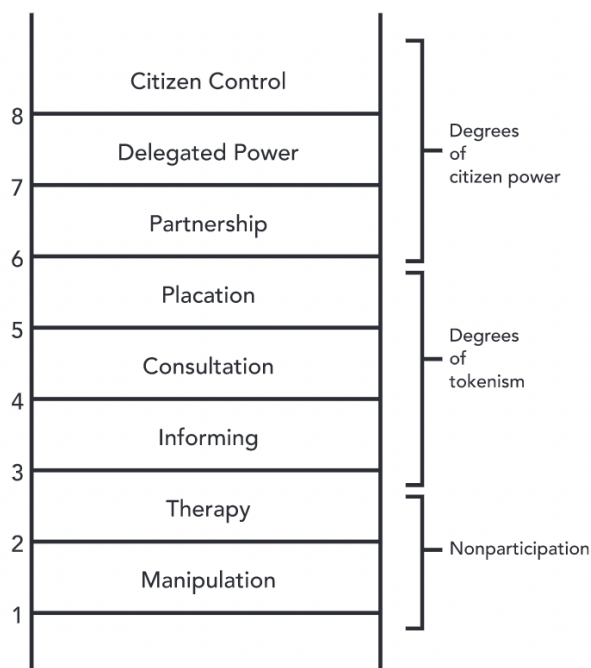 Citizen Control
8
Delegated Power
7
Partnership
6
Placation
5
Consultation
4
Informing
3
Therapy
2
Manipulation
1
Degrees
of
citizen power
Degrees
of
tokenism
Nonparticipation